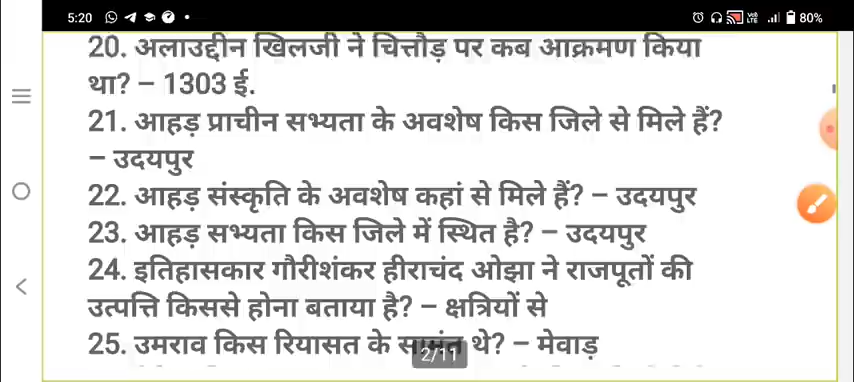 5:20
Vo) LTE 80%
20. अलाउद्दीन खिलजी ने चित्तौड़ पर कब आक्रमण किया
था? – 1303 ई.
21. आहड़ प्राचीन सभ्यता के अवशेष किस जिले से मिले हैं?
– उदयपुर
22. आहड़ संस्कृति के अवशेष कहां से मिले हैं? – उदयपुर
23. आहड़ सभ्यता किस जिले में स्थित है? – उदयपुर
24. इतिहासकार गौरीशंकर हीराचंद ओझा ने राजपूतों की
उत्पत्ति किससे होना बताया है? – क्षत्रियों से
25. उमराव किस रियासत के सामंत थे? – मेवाड़
2/11